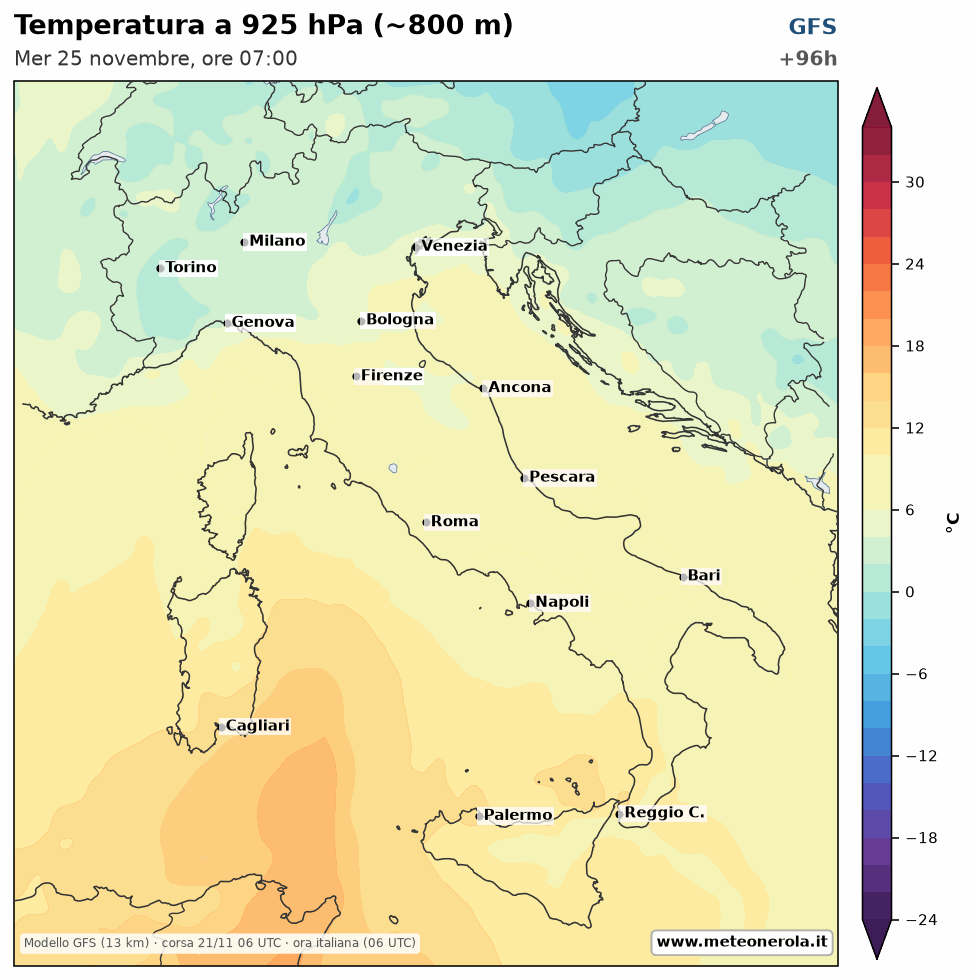 Temperatura a 925 hPa (~800 m)
GFS
Mer 25 novembre, ore 07:00
+96h
30
24
18
12
6
0
−6
−12
−18
−24
°C
Milano
Venezia
Torino
Genova
Bologna
Firenze
Ancona
Pescara
Roma
Bari
Napoli
Cagliari
Palermo
Reggio C.
Modello GFS (13 km) · corsa 21/11 06 UTC · ora italiana (06 UTC)
www.meteonerola.it